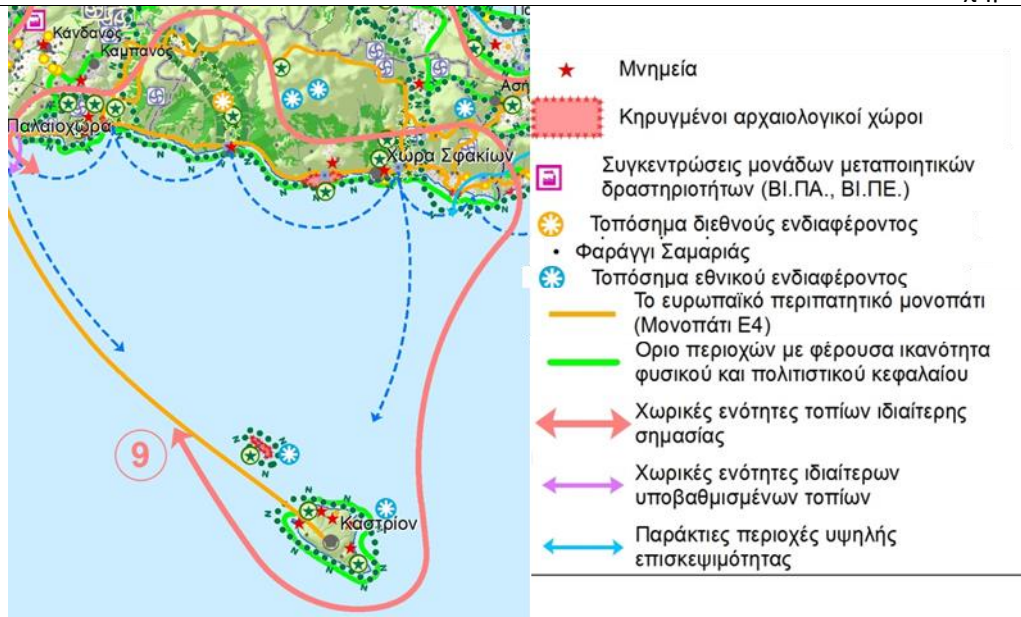 Κάνδανος
Καμπανός
Παλαιοχώρα
Χώρα Σφακίων
9
Καστρίον
Μνημεία
Κηρυγμένοι αρχαιολογικοί χώροι
Συγκεντρώσεις μονάδων μεταποιητικών
δραστηριοτήτων (ΒΙ.ΠΑ., ΒΙ.ΠΕ.)
Τοπόσημα διεθνούς ενδιαφέροντος
• Φαράγγι Σαμαριάς
Τοπόσημα εθνικού ενδιαφέροντος
Το ευρωπαϊκό περιπατητικό μονοπάτι
(Μονοπάτι Ε4)
Οριο περιοχών με φέρουσα ικανότητα
φυσικού και πολιτιστικού κεφαλαίου
Χωρικές ενότητες τοπίων ιδιαίτερης
σημασίας
Χωρικές ενότητες ιδιαίτερων
υποβαθμισμένων τοπίων
Παράκτιες περιοχές υψηλής
επισκεψιμότητας